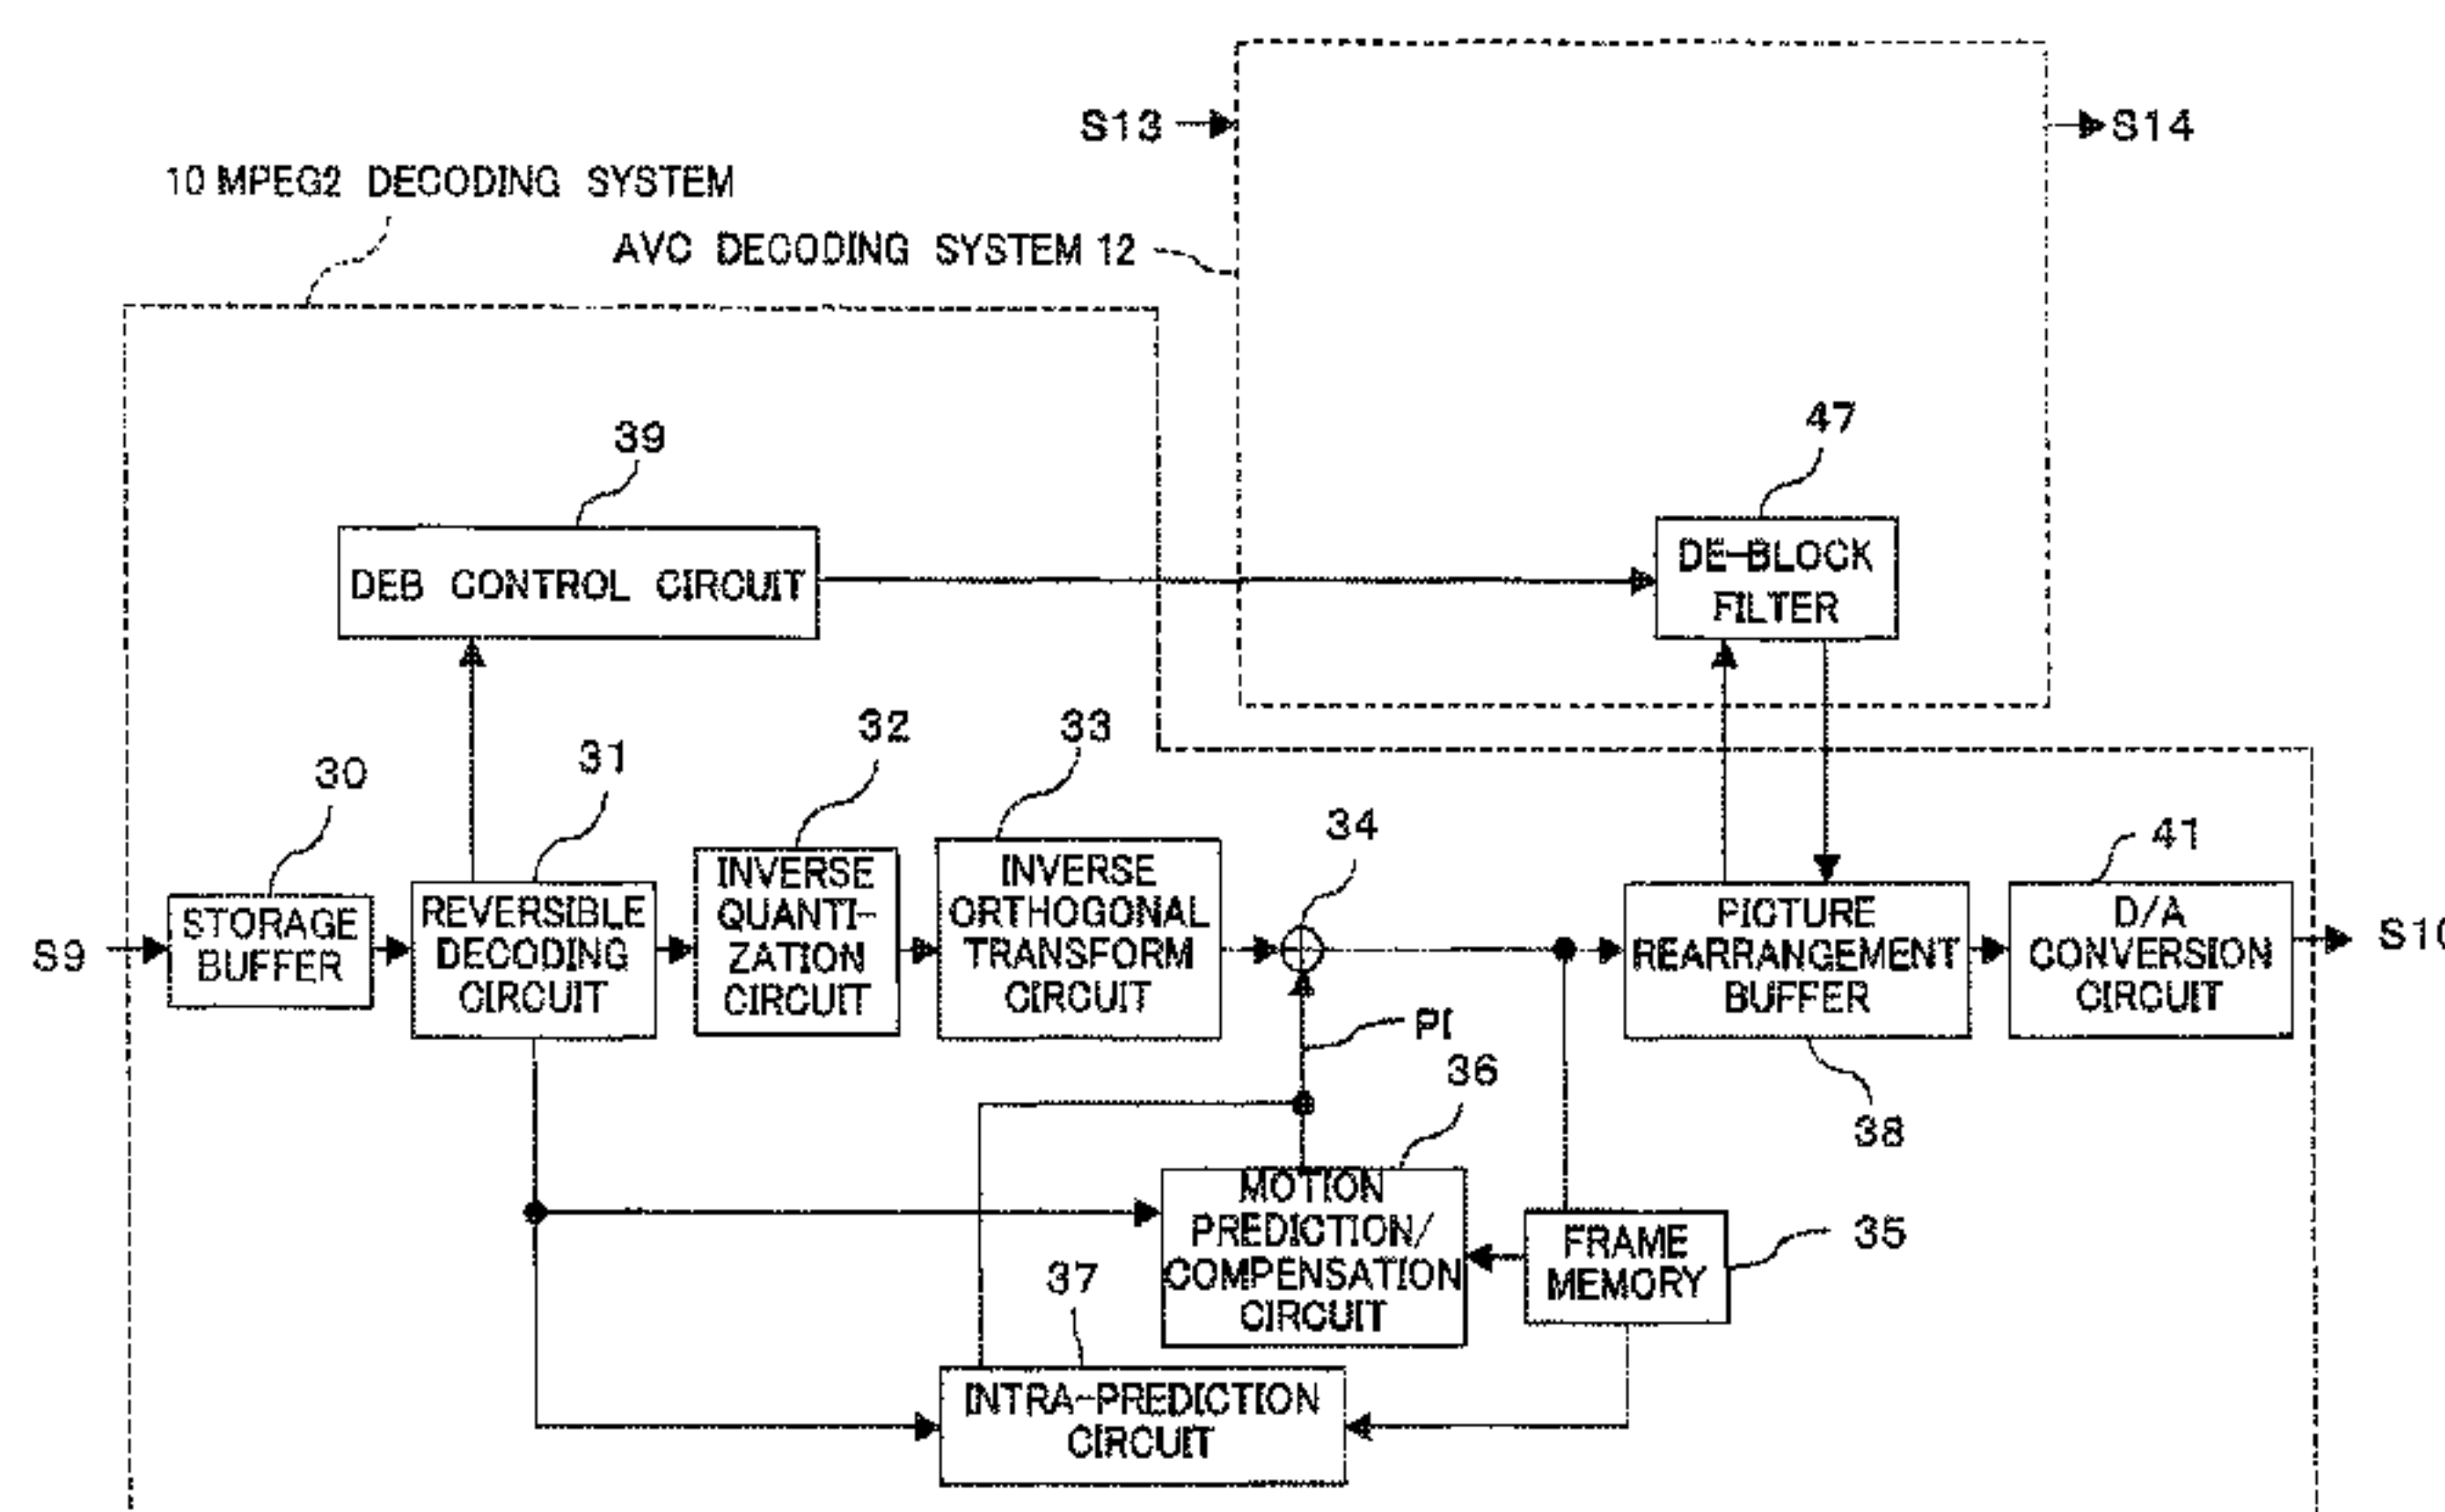 S13
S14
10 MPEG2 DECODING SYSTEM
AVC DECODING SYSTEM 12
39
47
DEB CONTROL CIRCUIT
DE-BLOCK
FILTER
30
31
32
33
34
41
STORAGE
BUFFER
REVERSIBLE
DECODING
CIRCUIT
INVERSE
QUANTI-
ZATION
CIRCUIT
INVERSE
ORTHOGONAL
TRANSFORM
CIRCUIT
PICTURE
REARRANGEMENT
BUFFER
D/A
CONVERSION
CIRCUIT
S9
S10
PI
36
38
MOTION
PREDICTION/
COMPENSATION
CIRCUIT
FRAME
MEMORY
35
37
INTRA-PREDICTION
CIRCUIT